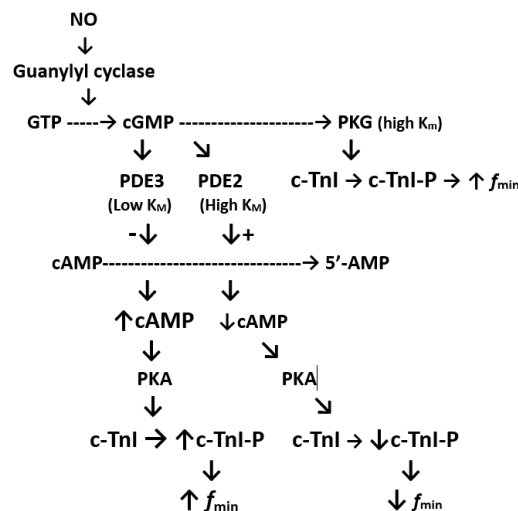 NO
↓
Guanylyl cyclase
↓
GTP -----→ cGMP ---------------------→ PKG (high Km)
↓ ↘ ↓
PDE3 PDE2 c-TnI → c-TnI-P → ↑ fmin
(Low KM) (High KM)
-↓ ↓+
cAMP--------------------------------→ 5’-AMP
↓ ↓
↑cAMP ↓cAMP
↓ ↘
PKA PKA
↓ ↘
c-TnI → ↑c-TnI-P c-TnI → ↓c-TnI-P
↓ ↓
↑ fmin ↓ fmin